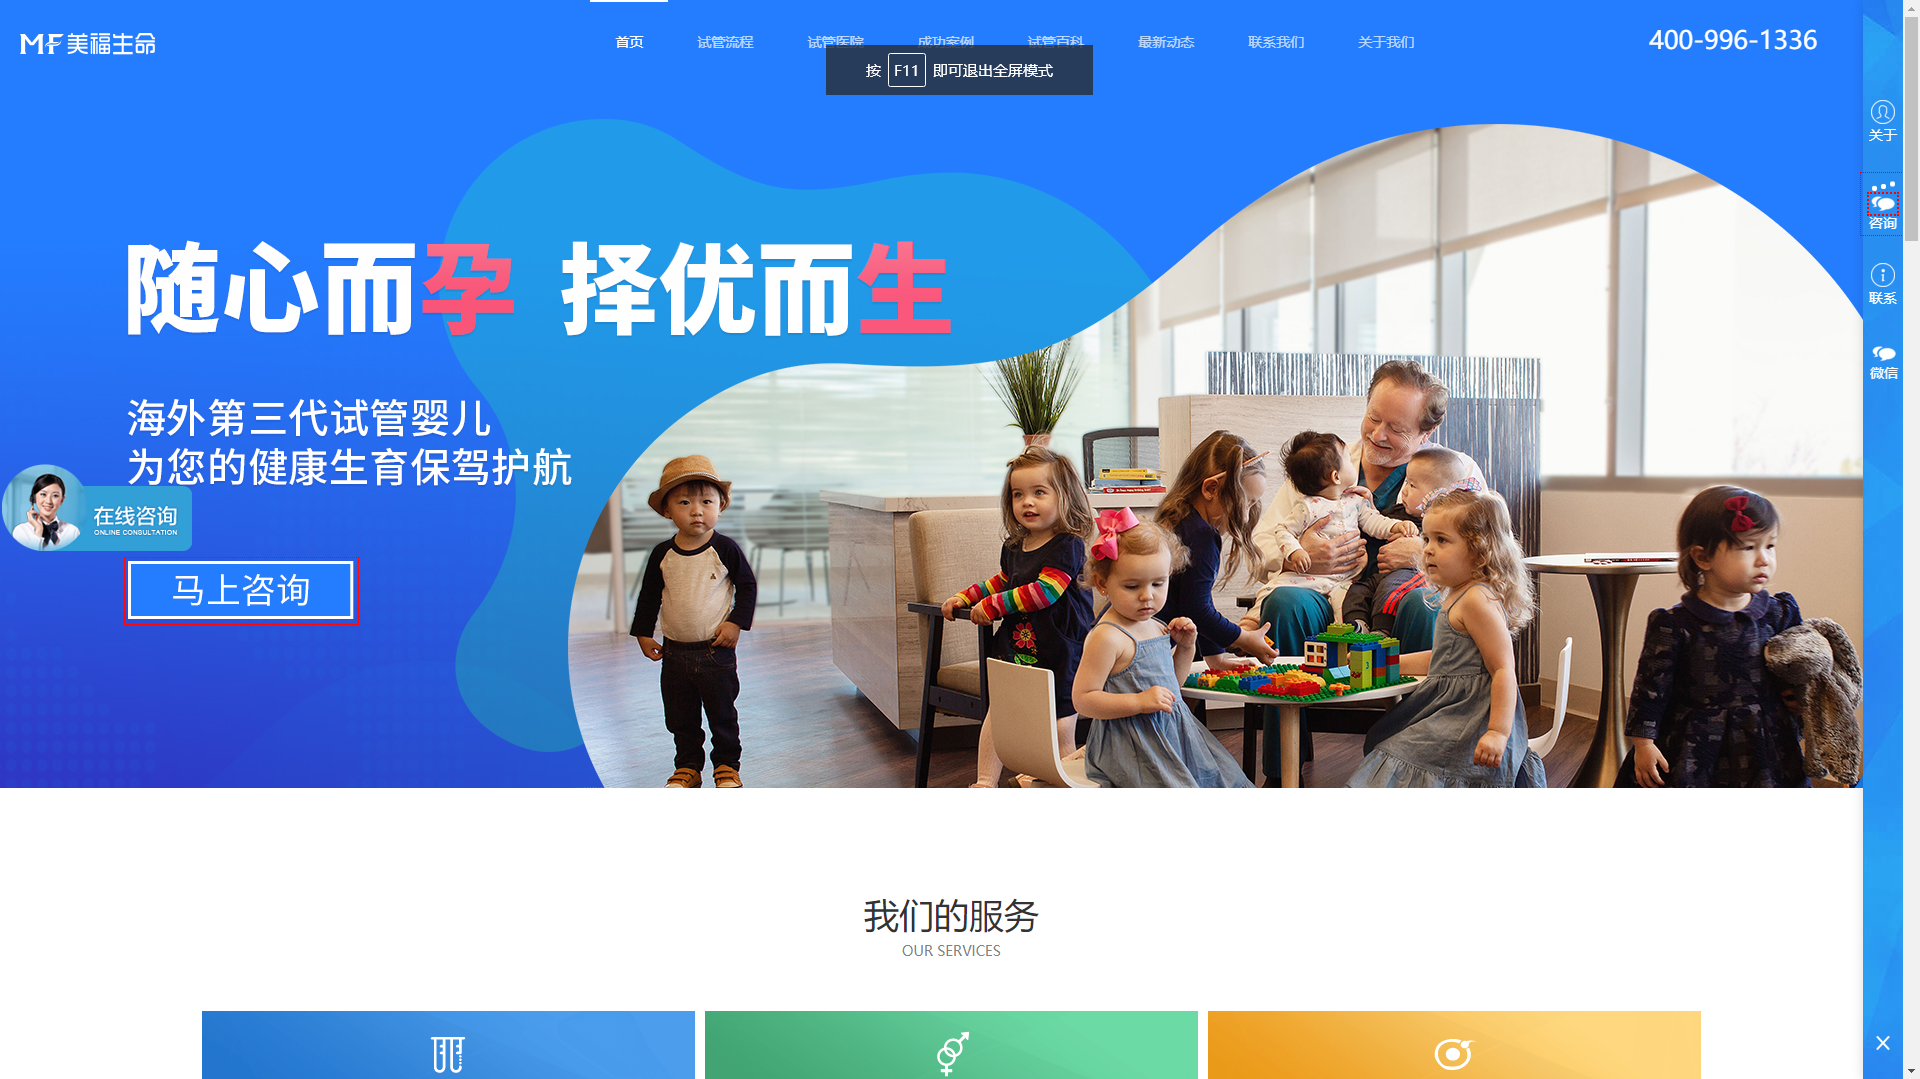 MF 美福生命
首页 试管流程 试管医院 成功案例 试管百科 最新动态 联系我们 关于我们
400-996-1336
按 F11 即可退出全屏模式
关于
咨询
联系
微信
随心而孕 择优而生
海外第三代试管婴儿
为您的健康生育保驾护航
在线咨询
ONLINE CONSULTATION
马上咨询
我们的服务
OUR SERVICES